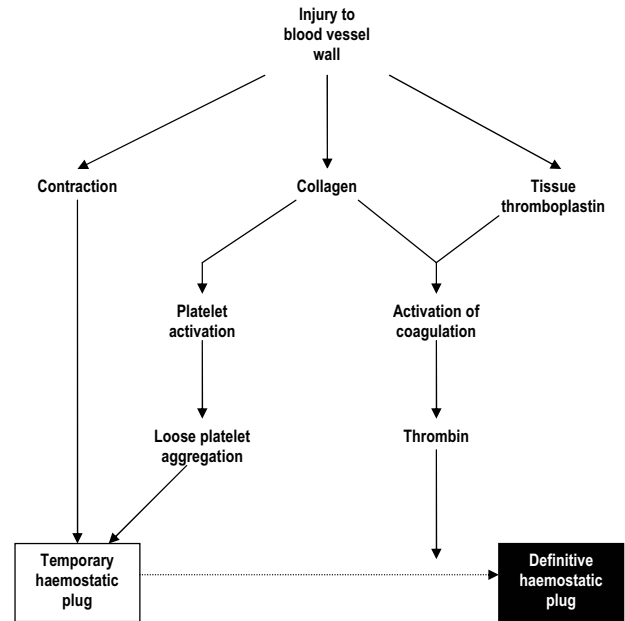 Injury to
blood vessel
wall
Contraction
Collagen
Tissue
thromboplastin
Platelet
activation
Activation of
coagulation
Loose platelet
aggregation
Thrombin
Temporary
haemostatic
plug
Definitive
haemostatic
plug